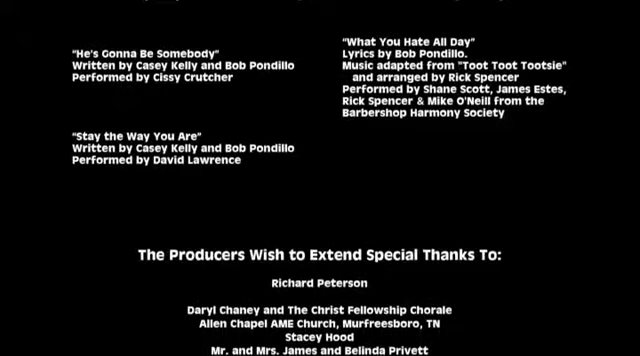 "He's Gonna Be Somebody"
Written by Casey Kelly and Bob Pondillo
Performed by Cissy Crutcher
"Stay the Way You Are"
Written by Casey Kelly and Bob Pondillo
Performed by David Lawrence
"What You Hate All Day"
Lyrics by Bob Pondillo.
Music adapted from "Toot Toot Tootsie"
and arranged by Rick Spencer
Performed by Shane Scott, James Estes,
Rick Spencer & Mike O'Neill from the
Barbershop Harmony Society
The Producers Wish to Extend Special Thanks To:
Richard Peterson
Daryl Chaney and The Christ Fellowship Chorale
Allen Chapel AME Church, Murfreesboro, TN
Stacey Hood
Mr. and Mrs. James and Belinda Privett